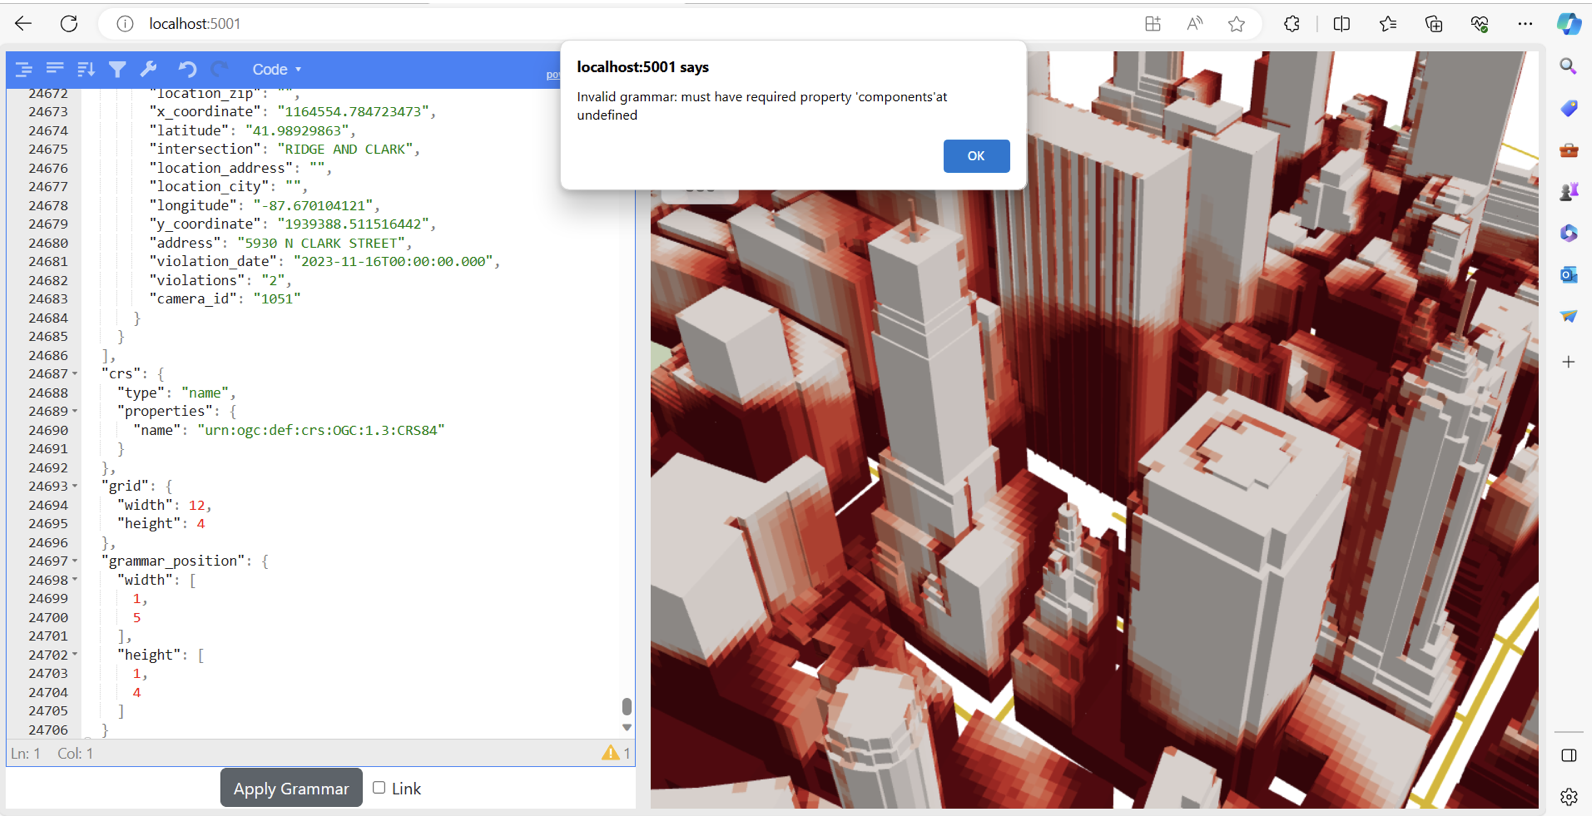 localhost:5001
Code
pow
localhost:5001 says
Invalid grammar: must have required property 'components'at
undefined
OK
24672 "location_zip": "",
24673 "x_coordinate": "1164554.784723473",
24674 "latitude": "41.98929863",
24675 "intersection": "RIDGE AND CLARK",
24676 "location_address": "",
24677 "location_city": "",
24678 "longitude": "-87.670104121",
24679 "y_coordinate": "1939388.511516442",
24680 "address": "5930 N CLARK STREET",
24681 "violation_date": "2023-11-16T00:00:00.000",
24682 "violations": "2",
24683 "camera_id": "1051"
24684 }
24685 }
24686 ],
24687 "crs": {
24688 "type": "name",
24689 "properties": {
24690 "name": "urn:ogc:def:crs:OGC:1.3:CRS84"
24691 }
24692 },
24693 "grid": {
24694 "width": 12,
24695 "height": 4
24696 },
24697 "grammar_position": {
24698 "width": [
24699 1,
24700 5
24701 ],
24702 "height": [
24703 1,
24704 4
24705 ]
24706 }
Ln: 1 Col: 1
1
Apply Grammar
Link